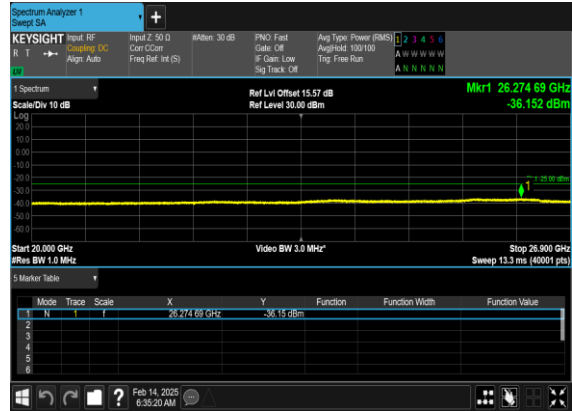 Spectrum Analyzer 1
Swept SA
+
KEYSIGHT Input: RF Input Z: 50 Ω #Atten: 30 dB PNO: Fast Avg Type: Power (RMS) 1 2 3 4 5 6
R T Coupling: DC Corr CCorr Gate: Off Avg|Hold: 100/100 A W W W W W
Align: Auto Freq Ref: Int (S) IF Gain: Low Trig: Free Run
Sig Track: Off A N N N N N
1 Spectrum Ref Lvl Offset 15.57 dB Mkr1 26.274 69 GHz
Scale/Div 10 dB Ref Level 30.00 dBm -36.152 dBm
Log
20.0
10.0
0.00
-10.0
-20.0
-25.00 dBm
1
-30.0
-40.0
-50.0
-60.0
Start 20.000 GHz Video BW 3.0 MHz* Stop 26.900 GHz
#Res BW 1.0 MHz Sweep 13.3 ms (40001 pts)
5 Marker Table
Mode Trace Scale X Y Function Function Width Function Value
1 N 1 f 26.274 69 GHz -36.15 dBm
2
3
4
5
6
? Feb 14, 2025
6:35:20 AM